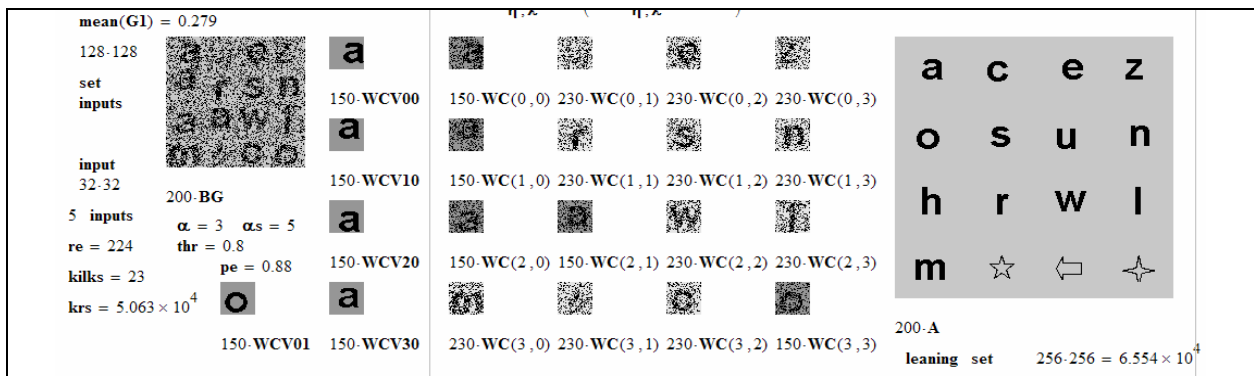 η,κ η,κ
mean(G1) = 0.279
128·128
set
inputs
input
32·32
5 inputs
re = 224
kilks = 23
krs = 5.063 × 10^4
200·BG
α = 3 αs = 5
thr = 0.8
pe = 0.88
o
150·WCV01
a
150·WCV00
a
150·WCV10
a
150·WCV20
a
150·WCV30
a e z
150·WC(0,0) 230·WC(0,1) 230·WC(0,2) 230·WC(0,3)
r s n
150·WC(1,0) 230·WC(1,1) 230·WC(1,2) 230·WC(1,3)
a a w
150·WC(2,0) 150·WC(2,1) 230·WC(2,2) 230·WC(2,3)
m o
230·WC(3,0) 230·WC(3,1) 230·WC(3,2) 150·WC(3,3)
a c e z
o s u n
h r w l
m
200·A
leaning set 256·256 = 6.554 × 10^4